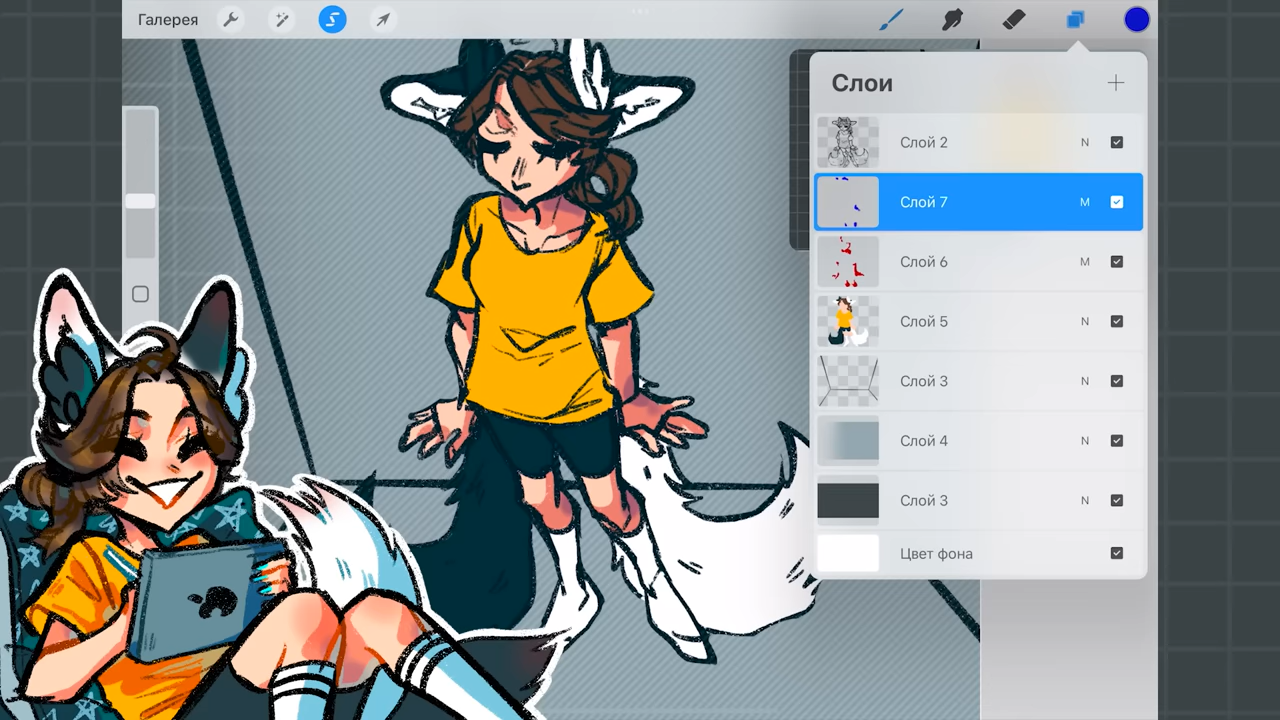 Галерея
Слои
Слой 2 N
Слой 7 M
Слой 6 M
Слой 5 N
Слой 3 N
Слой 4 N
Слой 3 N
Цвет фона